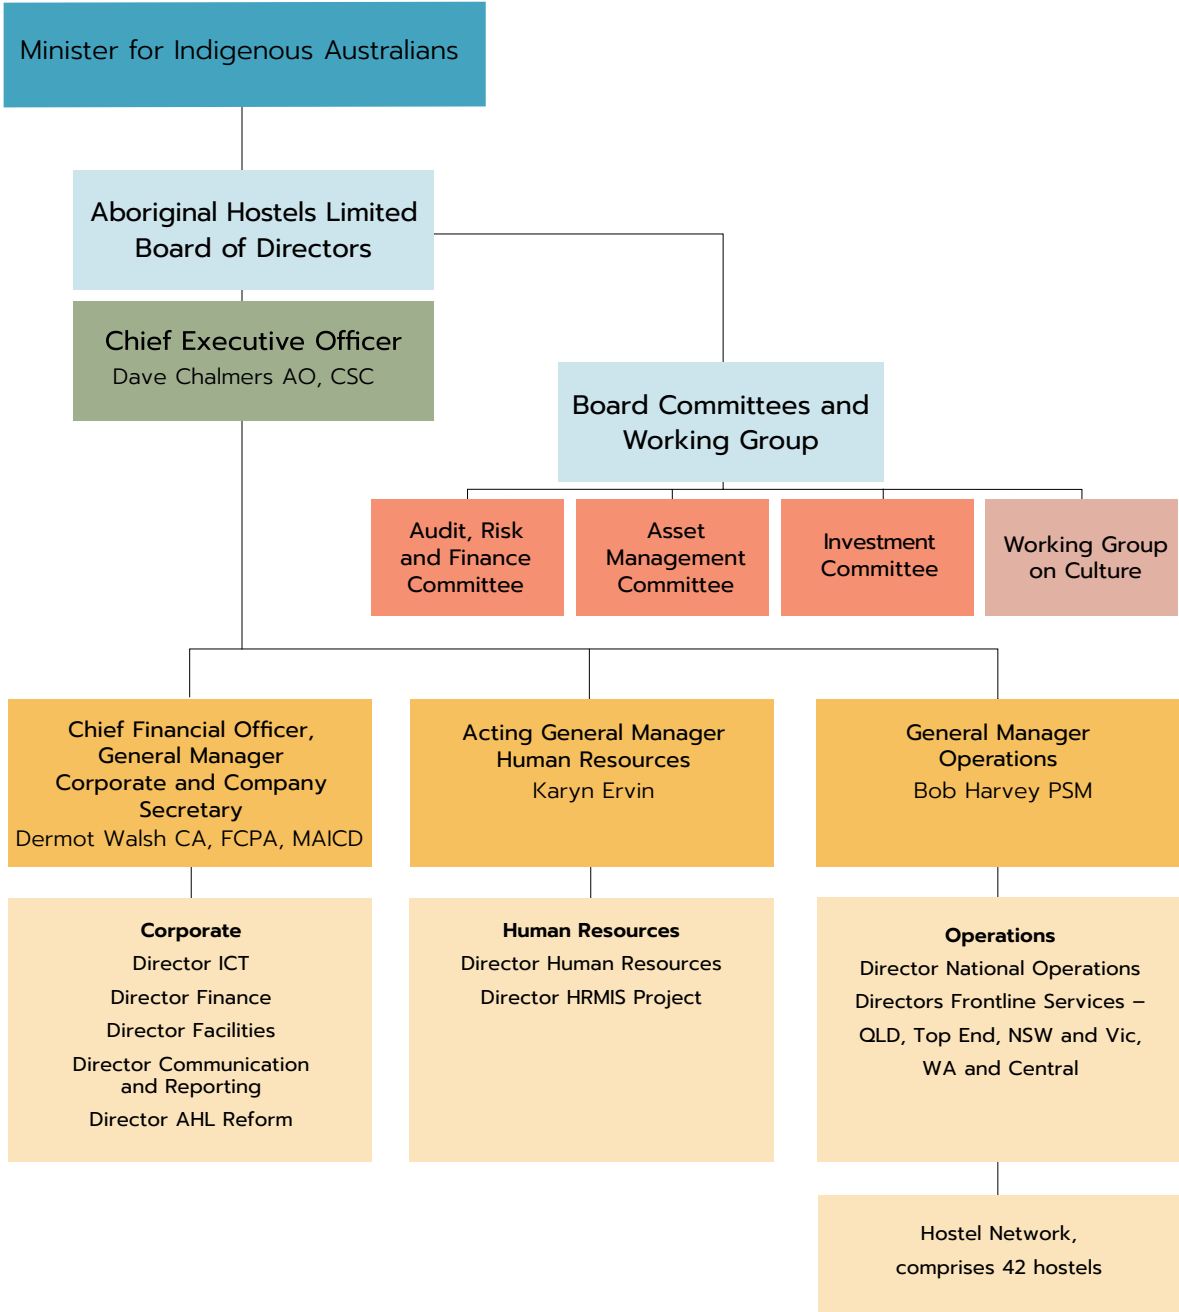 Minister for Indigenous Australians
Aboriginal Hostels Limited
Board of Directors
Chief Executive Officer
Dave Chalmers AO, CSC
Board Committees and
Working Group
Audit, Risk
and Finance
Committee
Asset
Management
Committee
Investment
Committee
Working Group
on Culture
Chief Financial Officer,
General Manager
Corporate and Company
Secretary
Dermot Walsh CA, FCPA, MAICD
Acting General Manager
Human Resources
Karyn Ervin
General Manager
Operations
Bob Harvey PSM
Corporate
Director ICT
Director Finance
Director Facilities
Director Communication
and Reporting
Director AHL Reform
Human Resources
Director Human Resources
Director HRMIS Project
Operations
Director National Operations
Directors Frontline Services –
QLD, Top End, NSW and Vic,
WA and Central
Hostel Network,
comprises 42 hostels